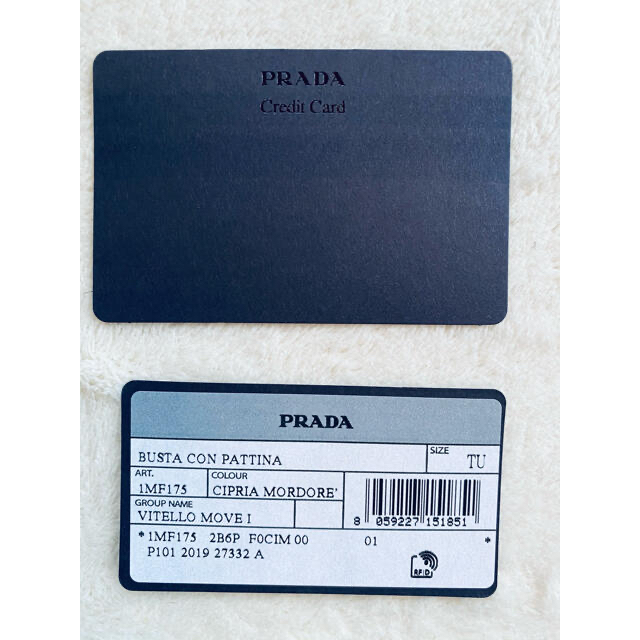 PRADA
Credit Card
PRADA
BUSTA CON PATTINA
SIZE
TU
ART.
1MF175
COLOUR
CIPRIA MORDORE'
GROUP NAME
VITELLO MOVE I
8 059227 151851
*1MF175 2B6P F0CIM 00 01 *
P101 2019 27332 A
RFID